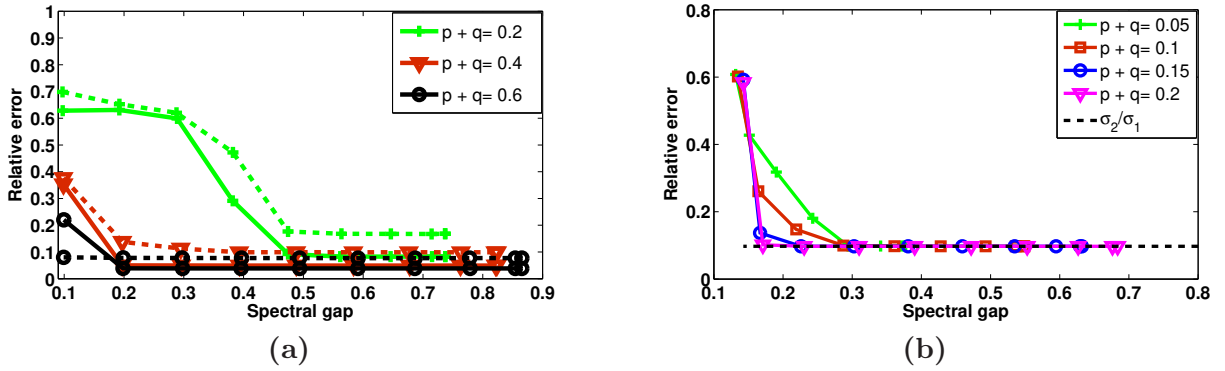 1
0.9
0.8
0.7
0.6
0.5
0.4
0.3
0.2
0.1
0
Relative error
0.1 0.2 0.3 0.4 0.5 0.6 0.7 0.8 0.9
Spectral gap
p + q= 0.2
p + q= 0.4
p + q= 0.6
(a)
0.8
0.6
0.4
0.2
0
Relative error
0.1 0.2 0.3 0.4 0.5 0.6 0.7 0.8
Spectral gap
p + q= 0.05
p + q= 0.1
p + q= 0.15
p + q= 0.2
σ₂/σ₁
(b)